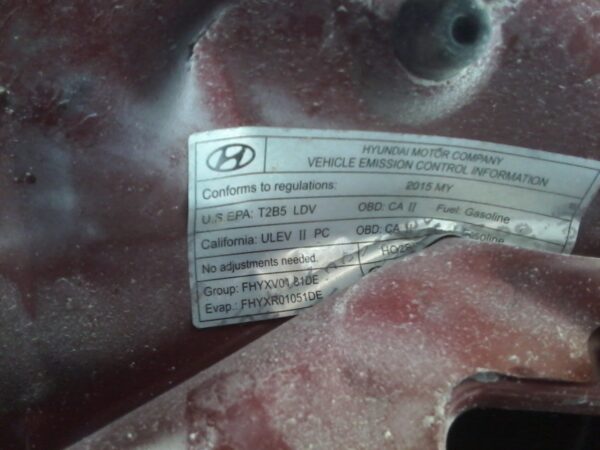 HYUNDAI MOTOR COMPANY
VEHICLE EMISSION CONTROL INFORMATION
Conforms to regulations: 2015 MY
U.S EPA: T2B5 LDV OBD: CA II Fuel: Gasoline
California: ULEV II PC OBD: CA Gasoline
No adjustments needed.
Group: FHYXV01.81DE
Evap.: FHYXR01051DE